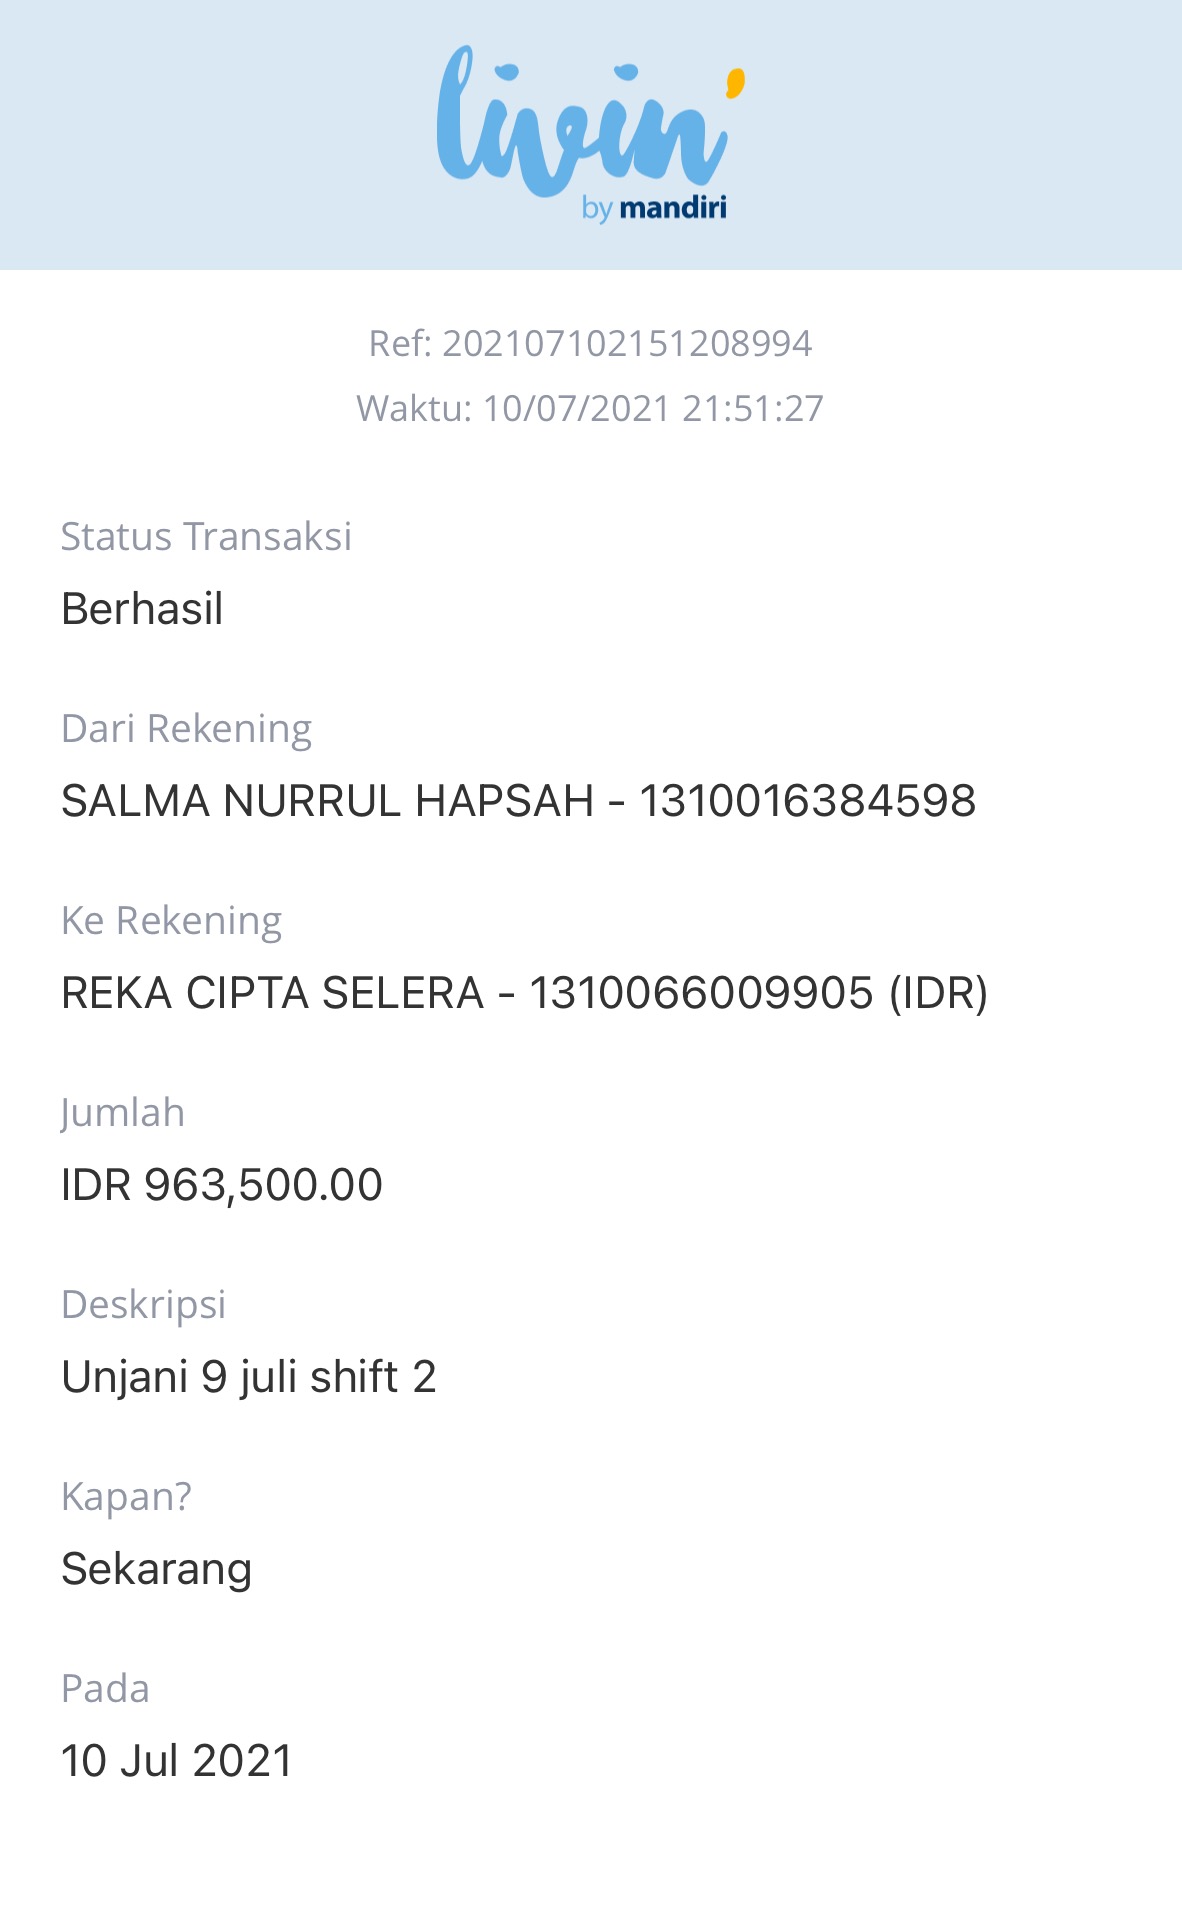 livin'
by mandiri
Ref: 202107102151208994
Waktu: 10/07/2021 21:51:27
Status Transaksi
Berhasil
Dari Rekening
SALMA NURRUL HAPSAH - 1310016384598
Ke Rekening
REKA CIPTA SELERA - 1310066009905 (IDR)
Jumlah
IDR 963,500.00
Deskripsi
Unjani 9 juli shift 2
Kapan?
Sekarang
Pada
10 Jul 2021